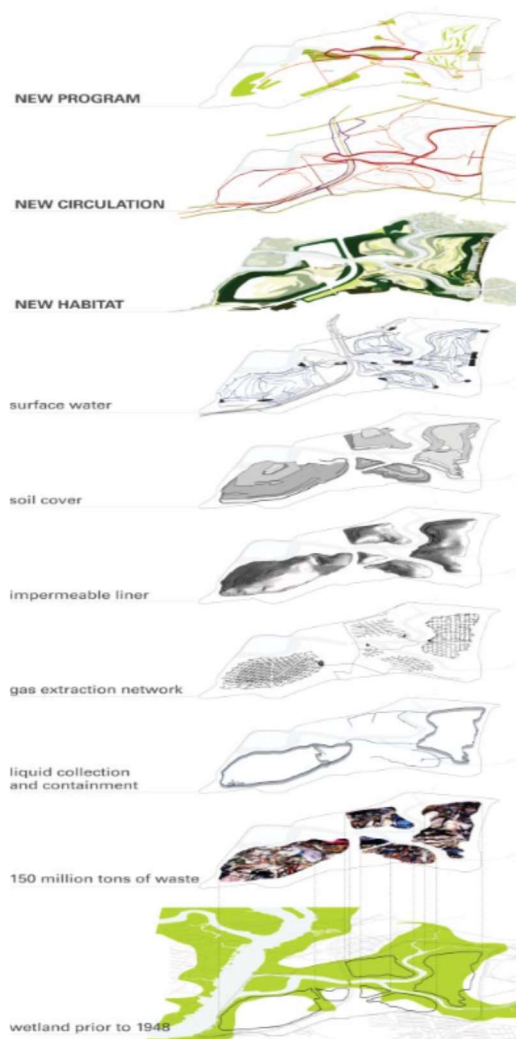 NEW PROGRAM
NEW CIRCULATION
NEW HABITAT
surface water
soil cover
impermeable liner
gas extraction network
liquid collection
and containment
150 million tons of waste
wetland prior to 1948